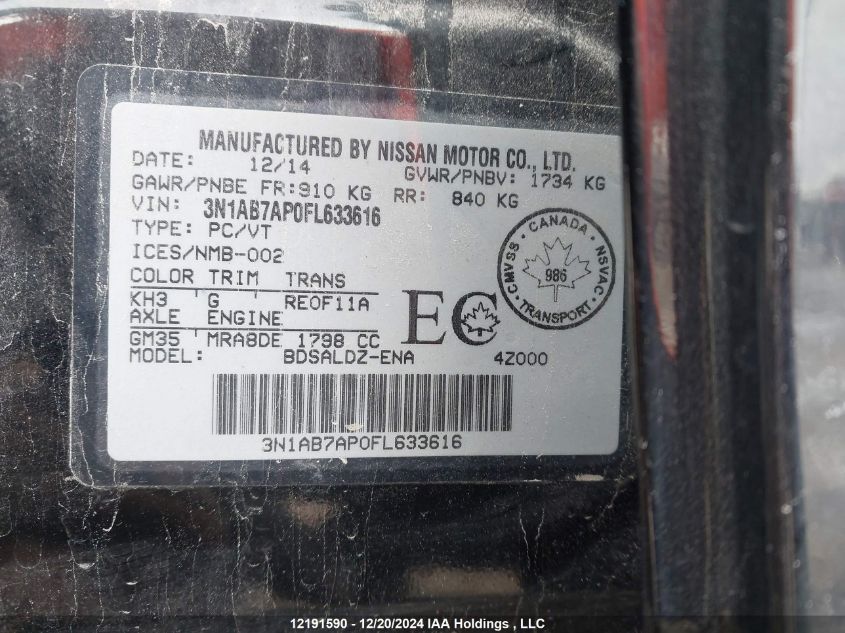 MANUFACTURED BY NISSAN MOTOR CO., LTD.
DATE: 12/14 GVWR/PNBV: 1734 KG
GAWR/PNBE FR:910 KG RR: 840 KG
VIN: 3N1AB7AP0FL633616
TYPE: PC/VT
ICES/NMB-002
COLOR TRIM TRANS
KH3 ' G ' RE0F11A
AXLE ENGINE
GM35 MRA8DE 1798 CC
MODEL: BDSALDZ-ENA 4Z000
EC
CANADA
CMVSS
NSVAC
986
TRANSPORT
3N1AB7AP0FL633616
12191590 - 12/20/2024 IAA Holdings , LLC